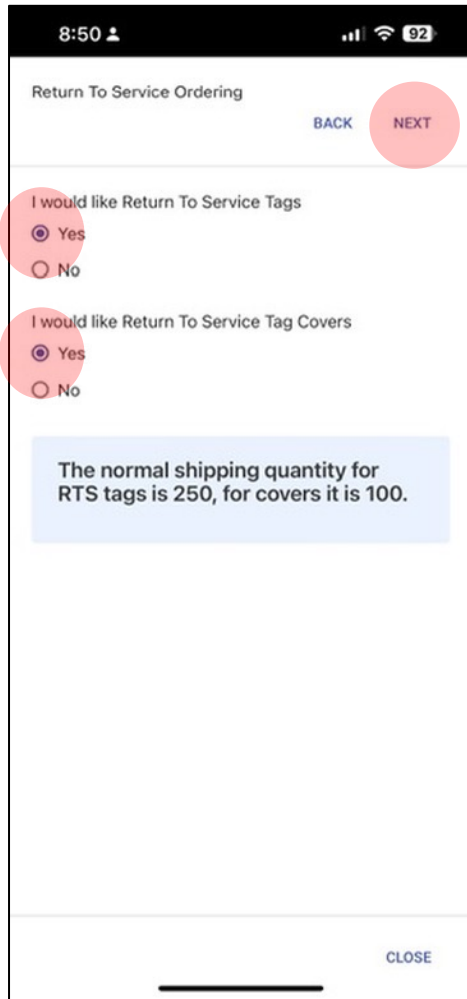 8:50
92
Return To Service Ordering
BACK NEXT
I would like Return To Service Tags
Yes
No
I would like Return To Service Tag Covers
Yes
No
The normal shipping quantity for
RTS tags is 250, for covers it is 100.
CLOSE